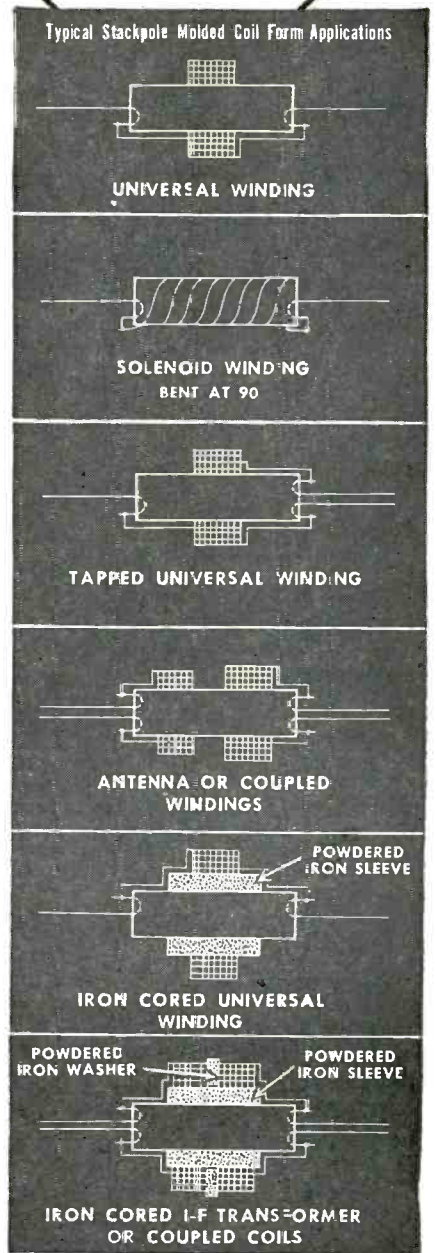 Typical Stackpole Molded Coil Form Applications
UNIVERSAL WINDING
SOLENOID WINDING
BENT AT 90
TAPPED UNIVERSAL WINDING
ANTENNA OR COUPLED
WINDINGS
POWDERED
IRON SLEEVE
IRON CORED UNIVERSAL
WINDING
POWDERED
IRON WASHER
POWDERED
IRON SLEEVE
IRON CORED I-F TRANSFORMER
OR COUPLED COILS